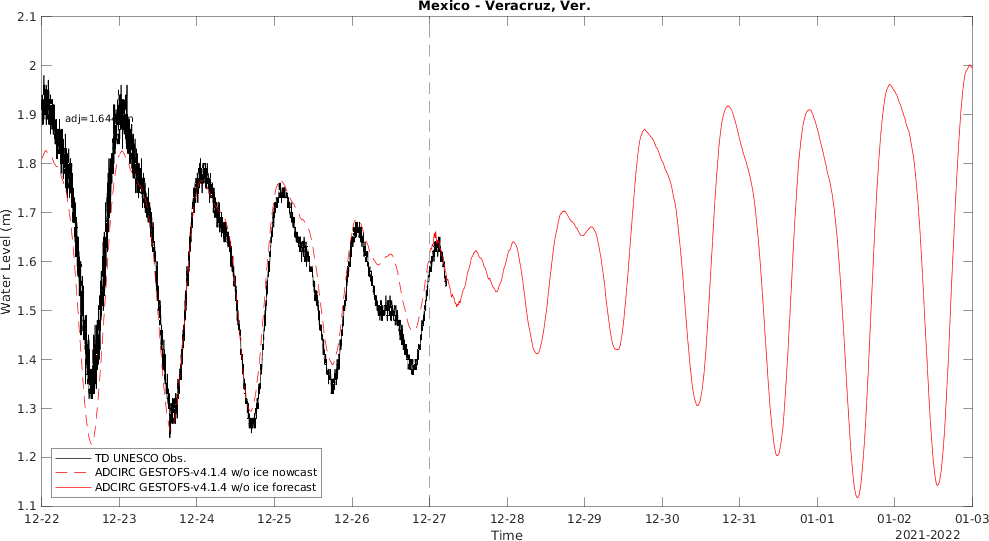 Mexico - Veracruz, Ver.
2.1
2
1.9
1.8
1.7
1.6
1.5
1.4
1.3
1.2
1.1
Water Level (m)
TD UNESCO Obs.
ADCIRC GESTOFS-v4.1.4 w/o ice nowcast
ADCIRC GESTOFS-v4.1.4 w/o ice forecast
12-22 12-23 12-24 12-25 12-26 12-27 12-28 12-29 12-30 12-31 01-01 01-02 01-03
Time
2021-2022